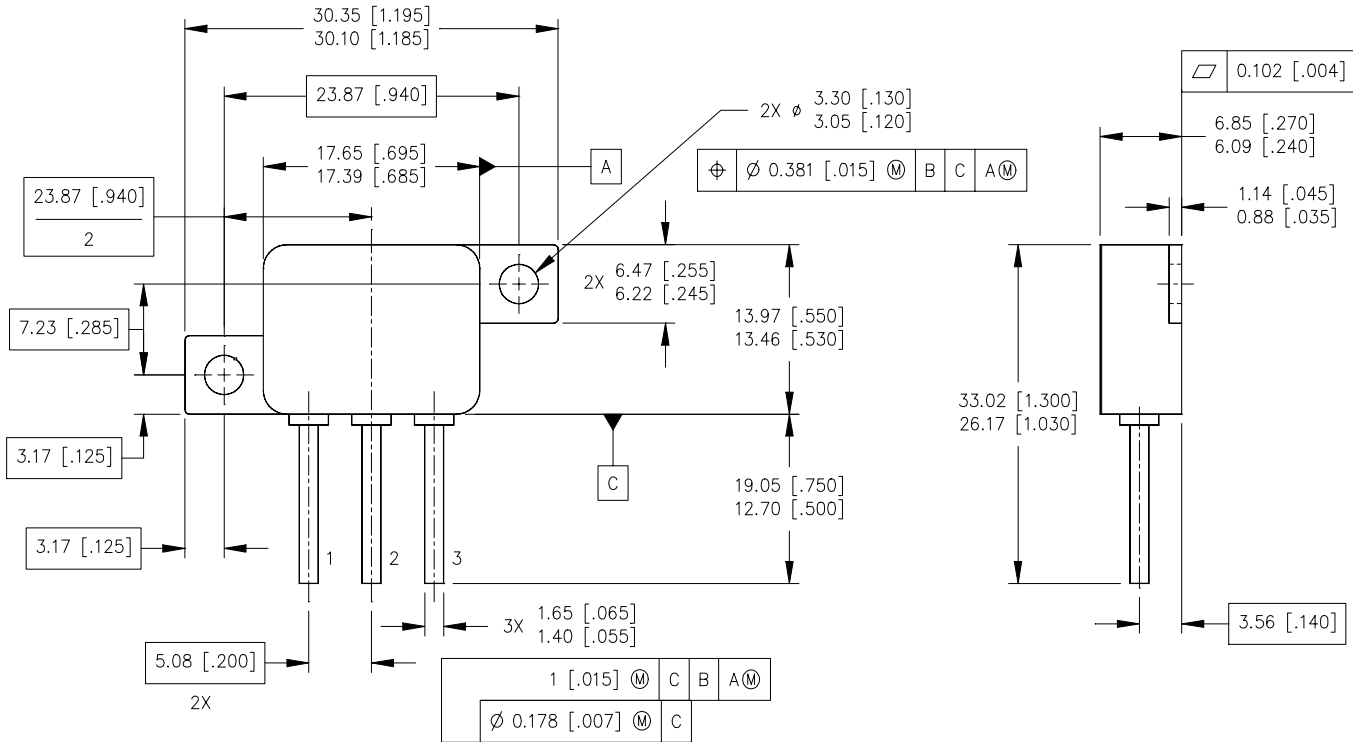 30.35 [1.195]
30.10 [1.185]
23.87 [.940]
17.65 [.695]
17.39 [.685]
A
23.87 [.940]
2
7.23 [.285]
3.17 [.125]
3.17 [.125]
5.08 [.200]
2X
1
2
3
2X ⌀ 3.30 [.130]
3.05 [.120]
⌖ Ø 0.381 [.015] Ⓜ B C AⓂ
2X 6.47 [.255]
6.22 [.245]
13.97 [.550]
13.46 [.530]
C
19.05 [.750]
12.70 [.500]
3X 1.65 [.065]
1.40 [.055]
1 [.015] Ⓜ C B AⓂ
Ø 0.178 [.007] Ⓜ C
⏥ 0.102 [.004]
6.85 [.270]
6.09 [.240]
1.14 [.045]
0.88 [.035]
33.02 [1.300]
26.17 [1.030]
3.56 [.140]